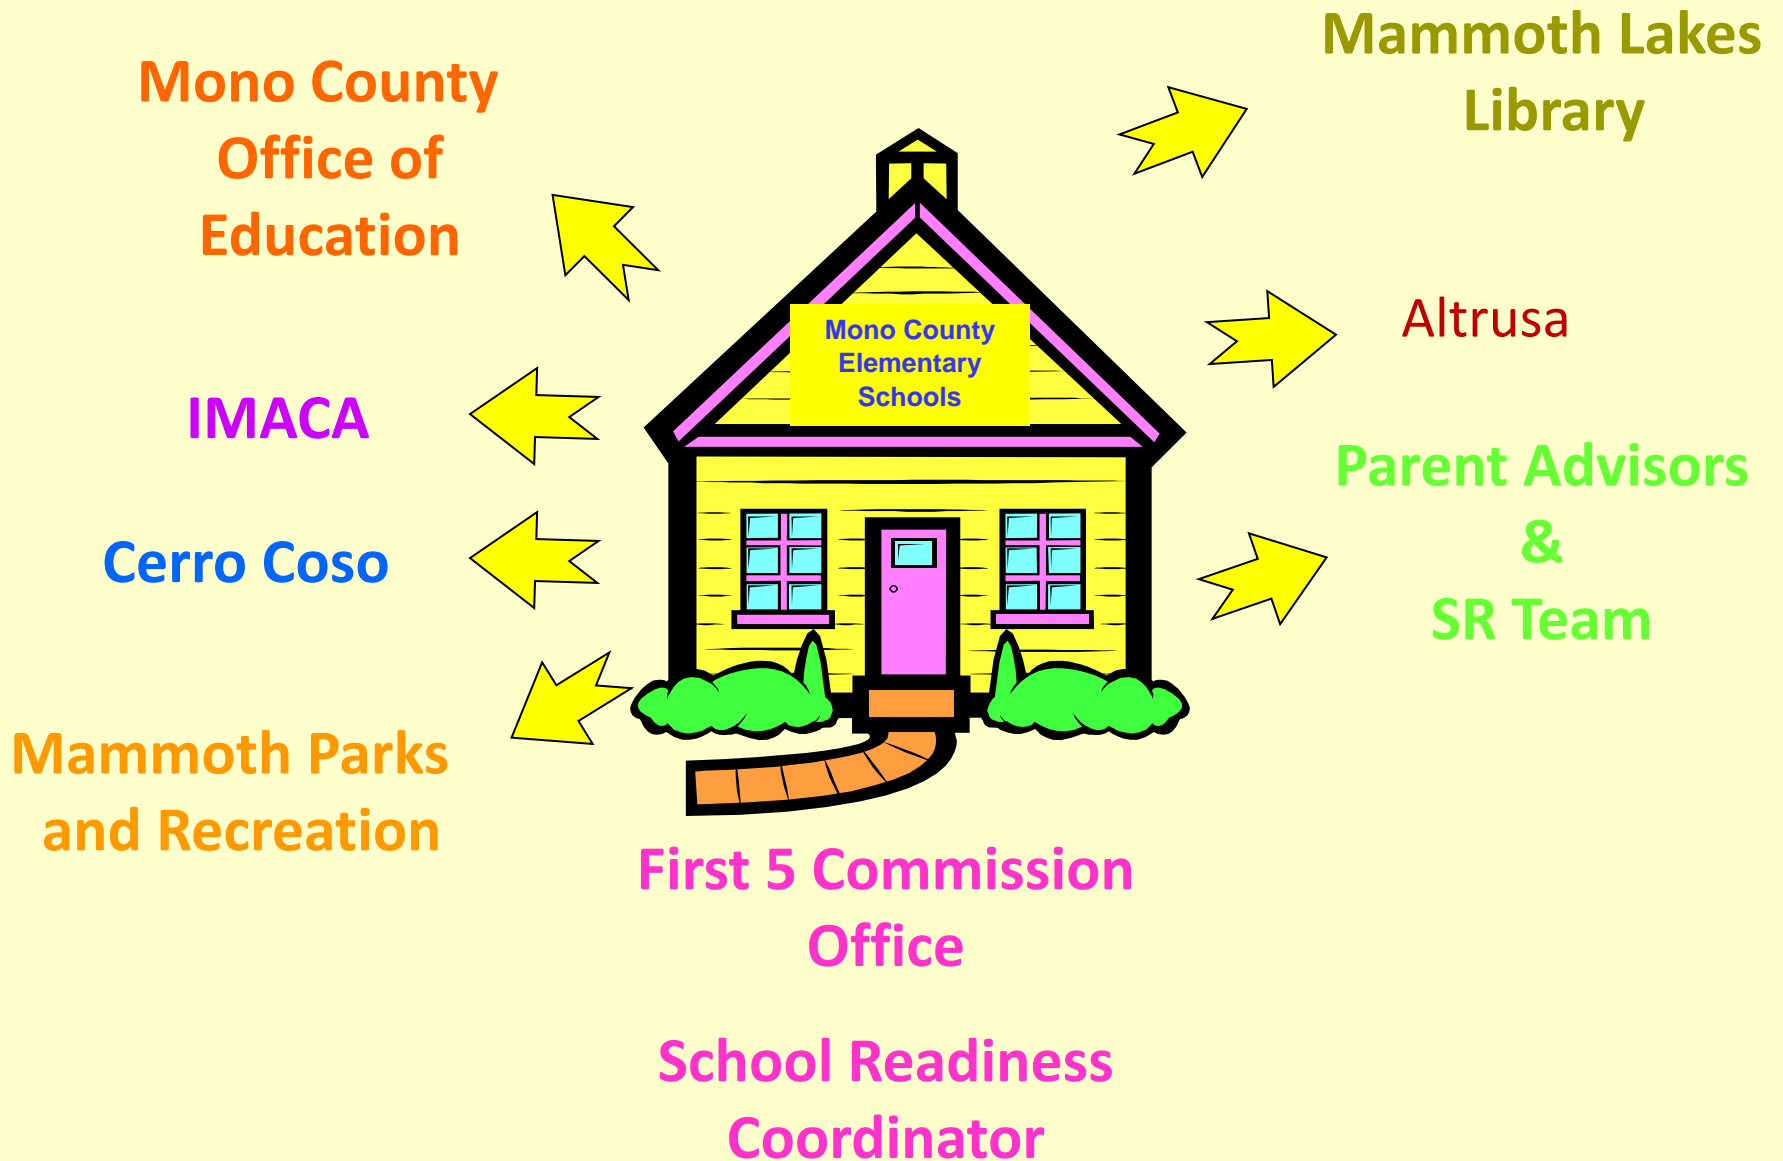 Mono County
Office of
Education
Mammoth Lakes
Library
Mono County
Elementary
Schools
Altrusa
IMACA
Parent Advisors
&
SR Team
Cerro Coso
Mammoth Parks
and Recreation
First 5 Commission
Office
School Readiness
Coordinator